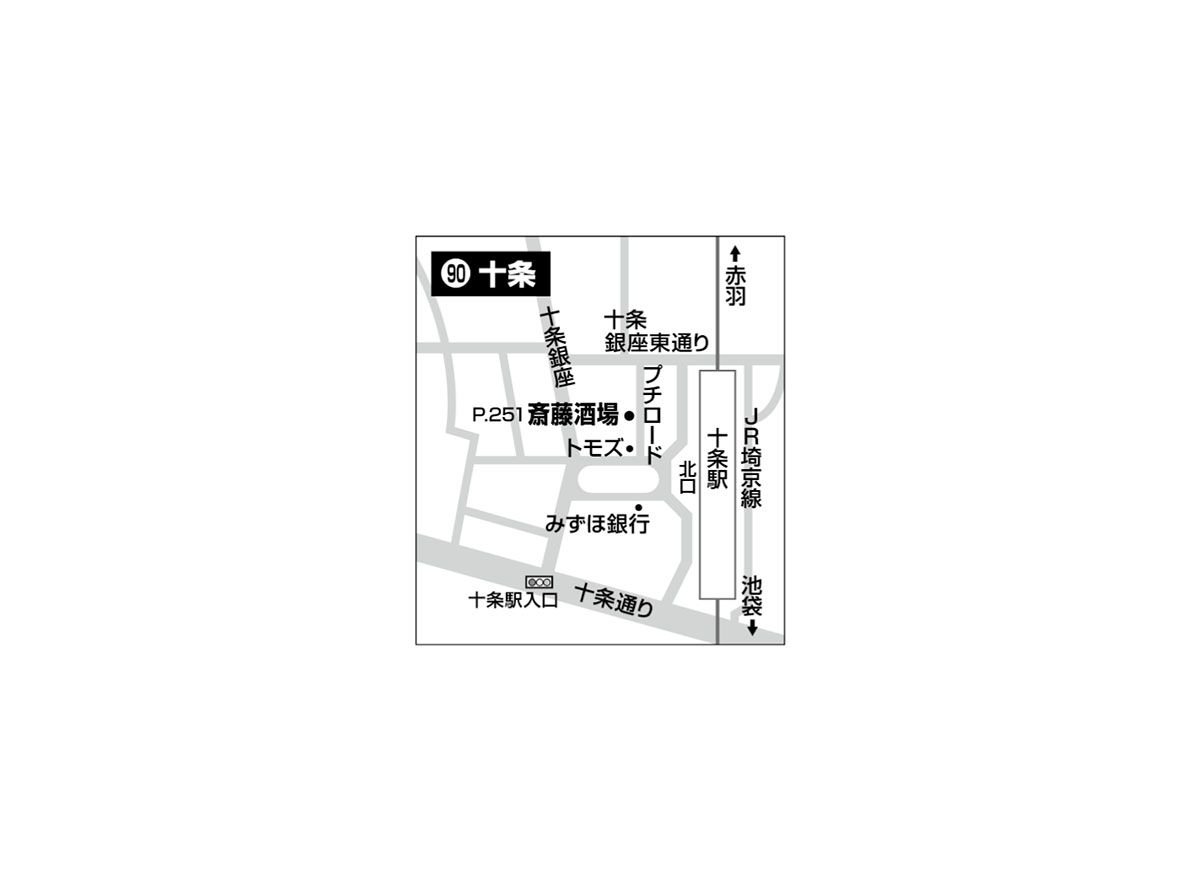 90 十条
赤羽
十条
銀座東通り
十条銀座
プチロード
P.251 斎藤酒場
トモズ
北口
十条駅
JR埼京線
みずほ銀行
十条駅入口
十条通り
池袋